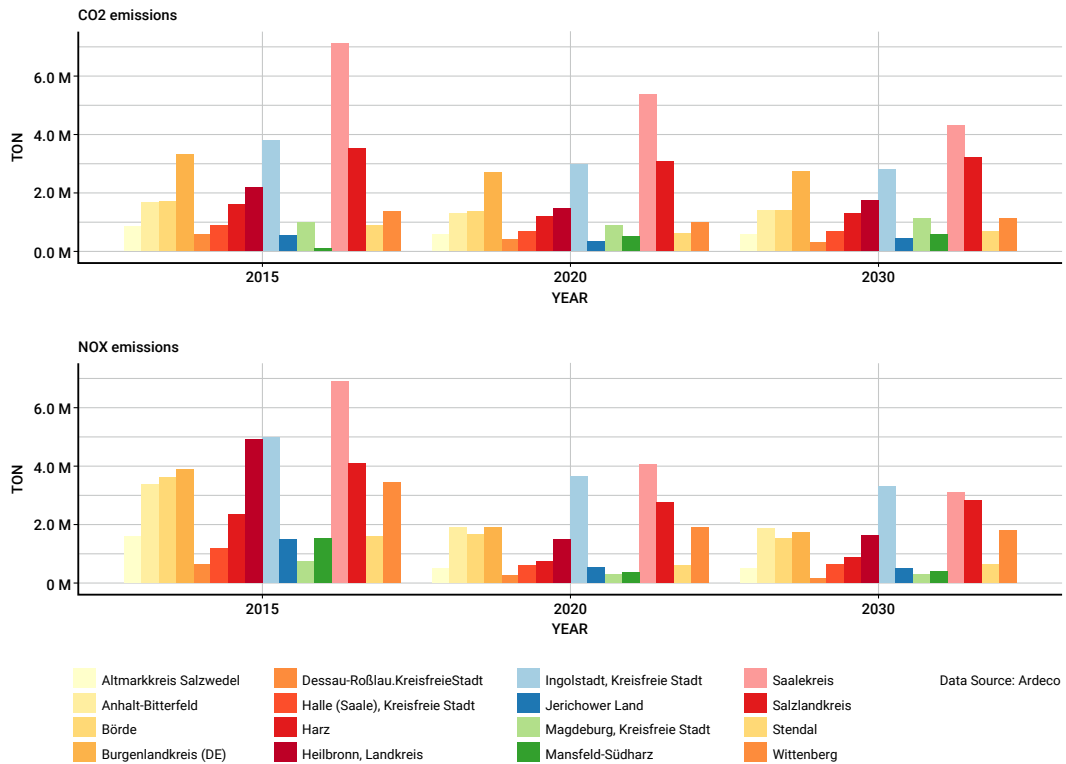 CO2 emissions
TON
6.0 M
4.0 M
2.0 M
0.0 M
2015 2020 2030
YEAR
NOX emissions
TON
6.0 M
4.0 M
2.0 M
0 M
2015 2020 2030
YEAR
Altmarkkreis Salzwedel Dessau-Roßlau.KreisfreieStadt Ingolstadt, Kreisfreie Stadt Saalekreis Data Source: Ardeco
Anhalt-Bitterfeld Halle (Saale), Kreisfreie Stadt Jerichower Land Salzlandkreis
Börde Harz Magdeburg, Kreisfreie Stadt Stendal
Burgenlandkreis (DE) Heilbronn, Landkreis Mansfeld-Südharz Wittenberg